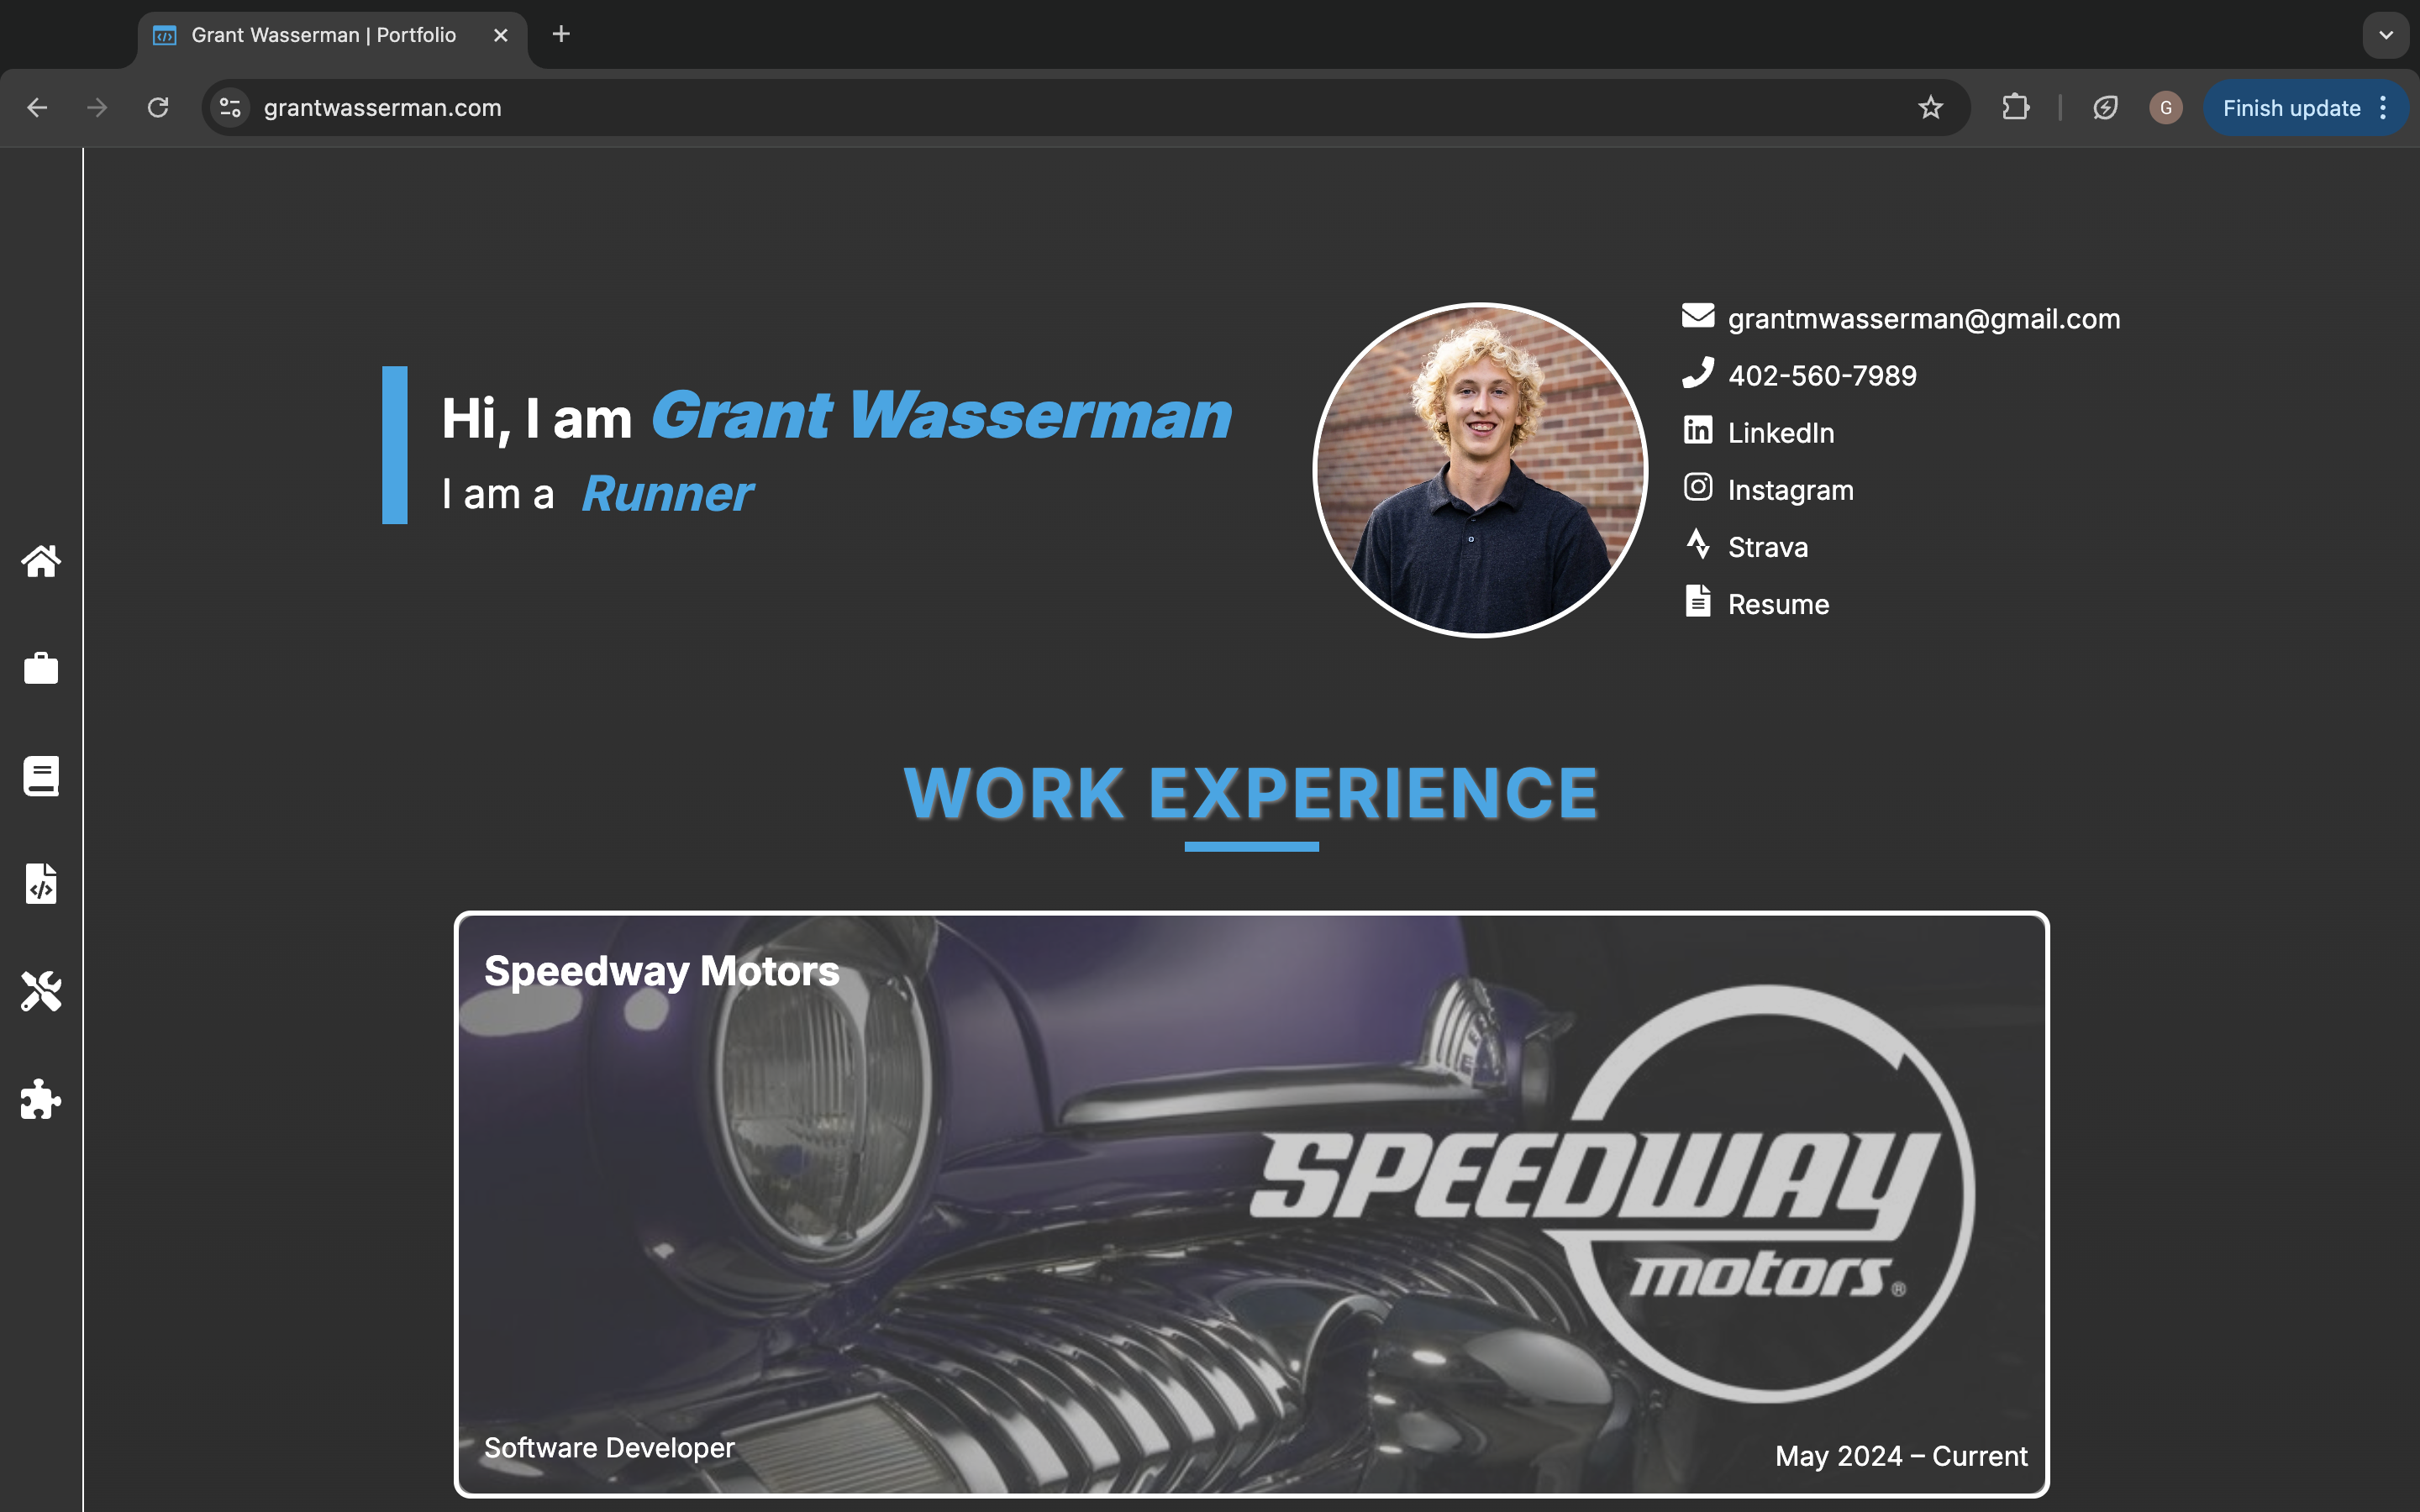 Grant Wasserman | Portfolio
grantwasserman.com
G
Finish update
Hi, I am Grant Wasserman
I am a Runner
grantmwasserman@gmail.com
402-560-7989
LinkedIn
Instagram
Strava
Resume
WORK EXPERIENCE
Speedway Motors
SPEEDWAY
motors®
Software Developer
May 2024 – Current